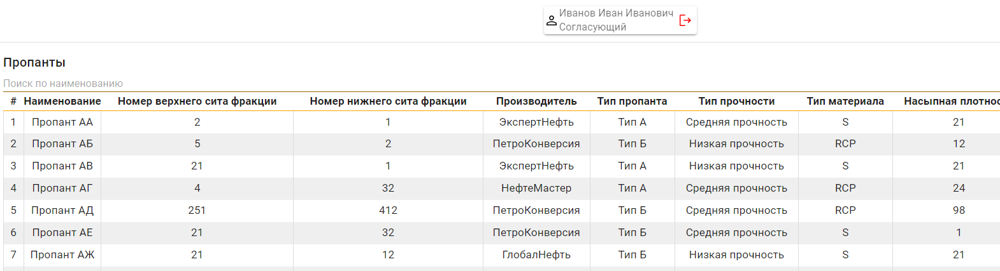 Иванов Иван Иванович
Согласующий
Пропанты
Поиск по наименованию
# Наименование Номер верхнего сита фракции Номер нижнего сита фракции Производитель Тип пропанта Тип прочности Тип материала Насыпная плотнос
1 Пропант АА 2 1 ЭкспертНефть Тип А Средняя прочность S 21
2 Пропант АБ 5 2 ПетроКонверсия Тип Б Низкая прочность RCP 12
3 Пропант АВ 21 1 ЭкспертНефть Тип А Низкая прочность S 21
4 Пропант АГ 4 32 НефтеМастер Тип А Средняя прочность RCP 24
5 Пропант АД 251 412 ПетроКонверсия Тип Б Средняя прочность RCP 98
6 Пропант АЕ 21 32 ПетроКонверсия Тип Б Средняя прочность S 1
7 Пропант АЖ 21 12 ГлобалНефть Тип Б Низкая прочность S 21